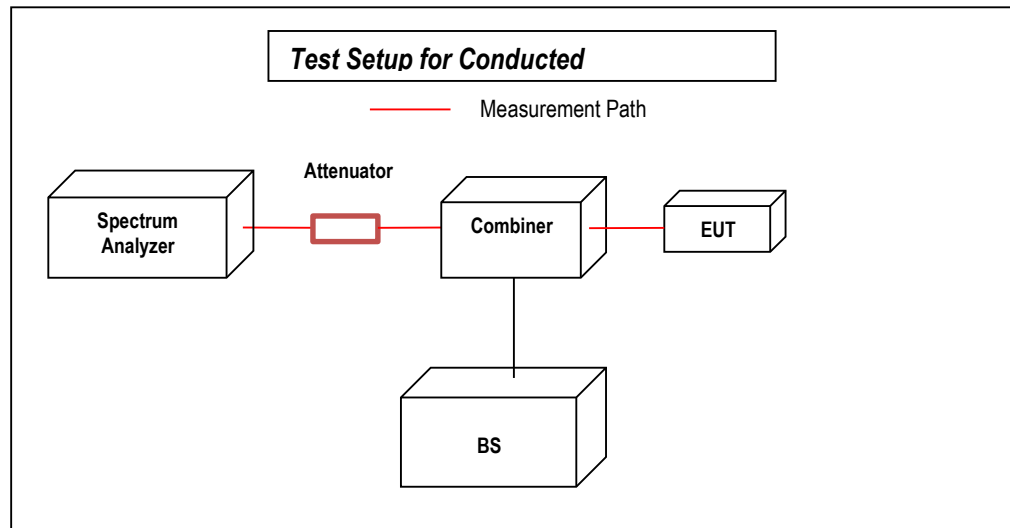 Test Setup for Conducted
Measurement Path
Attenuator
Spectrum
Analyzer
Combiner
EUT
BS